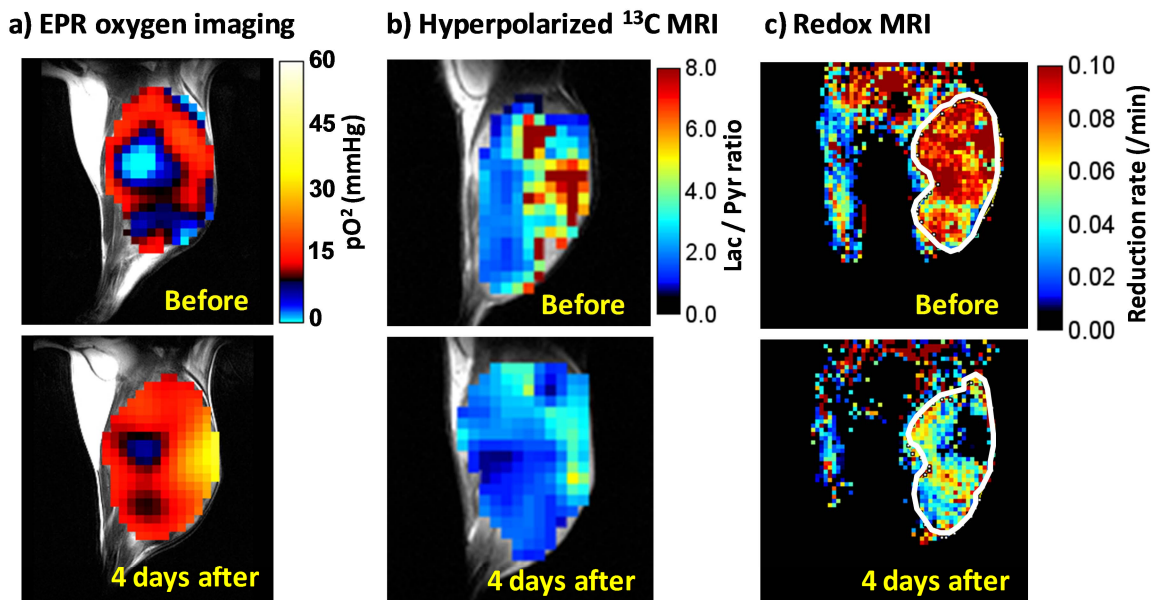 a) EPR oxygen imaging
b) Hyperpolarized ¹³C MRI
c) Redox MRI
60
45
30
15
0
pO² (mmHg)
Before
8.0
6.0
4.0
2.0
0.0
Lac / Pyr ratio
Before
0.10
0.08
0.06
0.04
0.02
0.00
Reduction rate (/min)
Before
4 days after
4 days after
4 days after